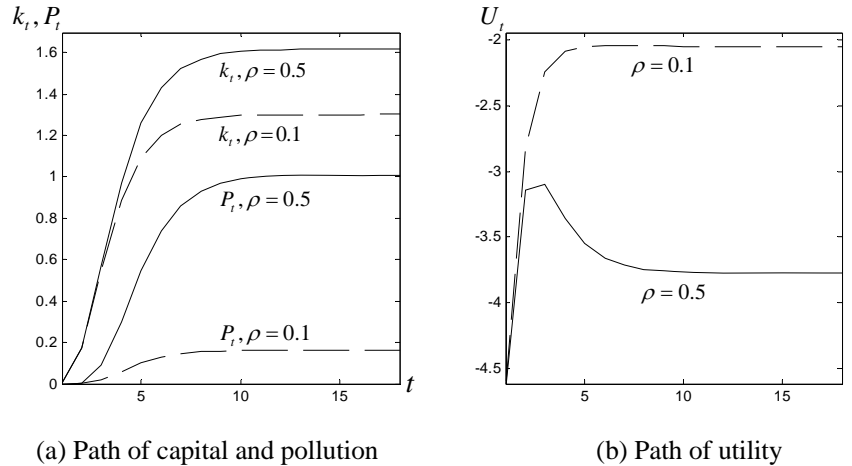 k_t, P_t
1.6
1.4
1.2
1
0.8
0.6
0.4
0.2
0
k_t, ρ = 0.5
k_t, ρ = 0.1
P_t, ρ = 0.5
P_t, ρ = 0.1
5 10 15
t
(a) Path of capital and pollution
U_t
-2
-2.5
-3
-3.5
-4
-4.5
ρ = 0.1
ρ = 0.5
5 10 15
(b) Path of utility